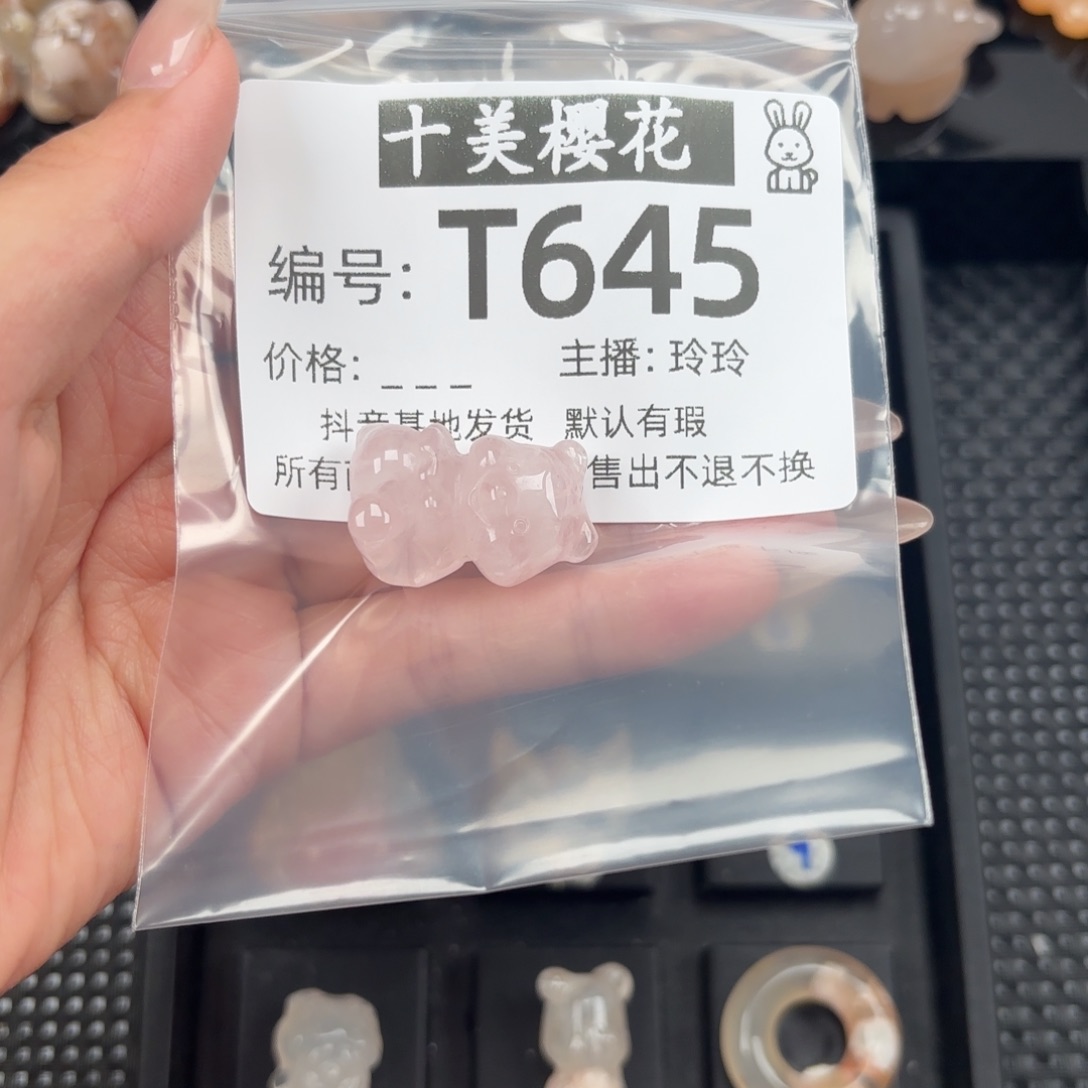 十美樱花
编号: T645
价格: _ _ _ 主播: 玲玲
抖音基地发货 默认有瑕
所有 售出不退不换